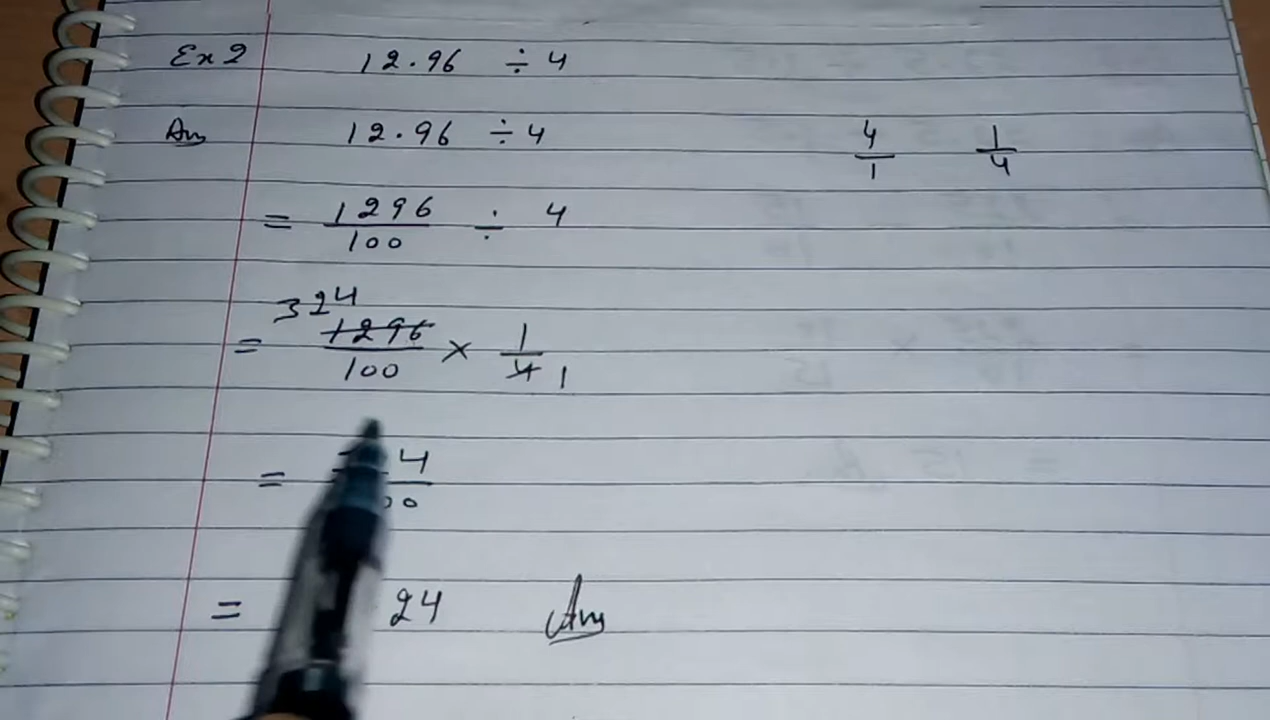 Ex 2 12.96 ÷ 4
Ans 12.96 ÷ 4
4/1 1/4
= 1296/100 ÷ 4
324
= 1296/100 × 1/4 1
= 4
= 24 Ans